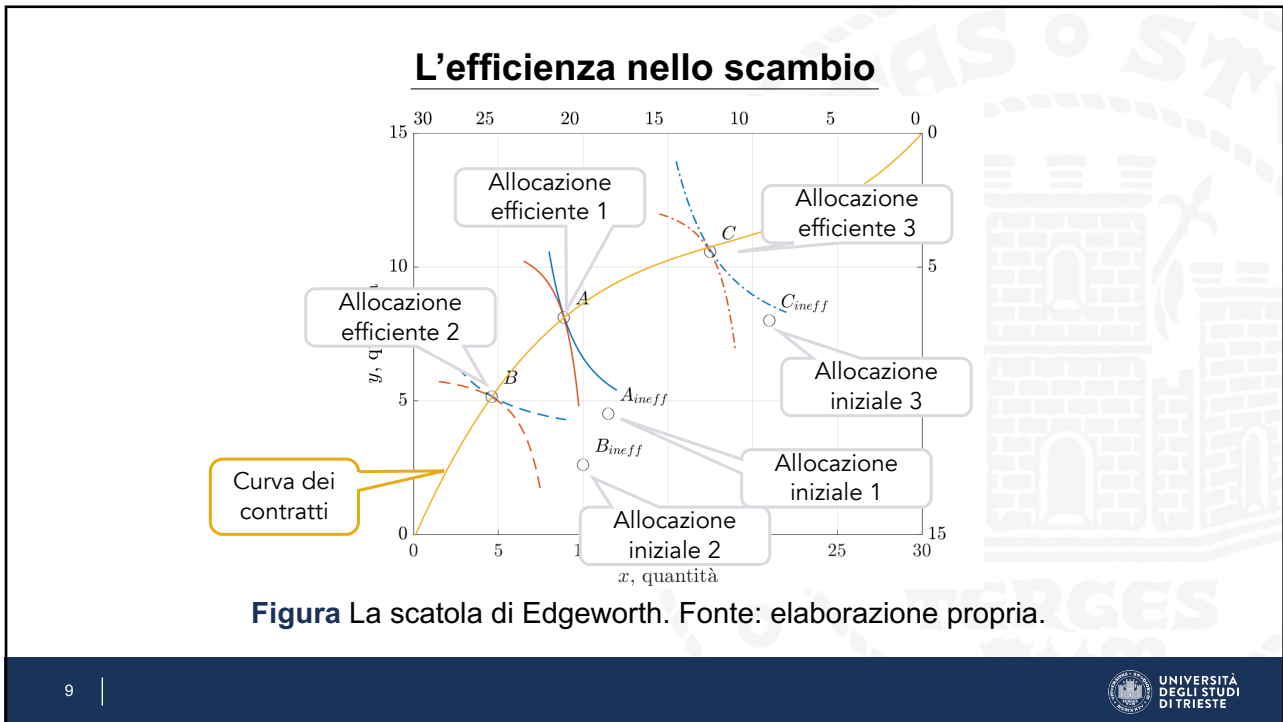 L'efficienza nello scambio
30 25 20 15 10 5 0
15
0
Allocazione
efficiente 1
Allocazione
efficiente 3
C
10
5
Allocazione
efficiente 2
A
C_ineff
y, q
B
Allocazione
iniziale 3
5
A_ineff
B_ineff
Allocazione
iniziale 1
Curva dei
contratti
Allocazione
iniziale 2
0
15
0 5 25 30
x, quantità
Figura La scatola di Edgeworth. Fonte: elaborazione propria.
9
UNIVERSITÀ
DEGLI STUDI
DI TRIESTE